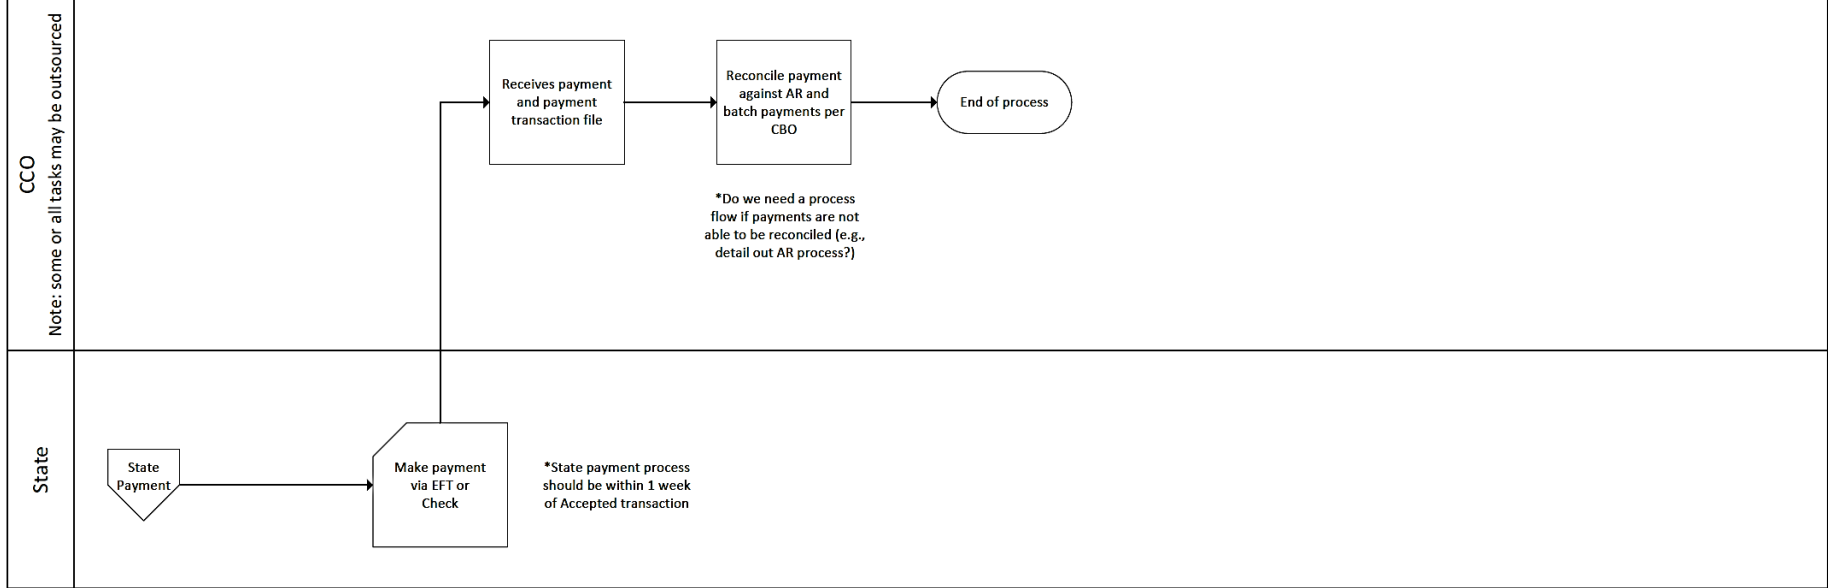 CCO
Note: some or all tasks may be outsourced
Receives payment
and payment
transaction file
Reconcile payment
against AR and
batch payments per
CBO
End of process
*Do we need a process
flow if payments are not
able to be reconciled (e.g.,
detail out AR process?)
State
State
Payment
Make payment
via EFT or
Check
*State payment process
should be within 1 week
of Accepted transaction